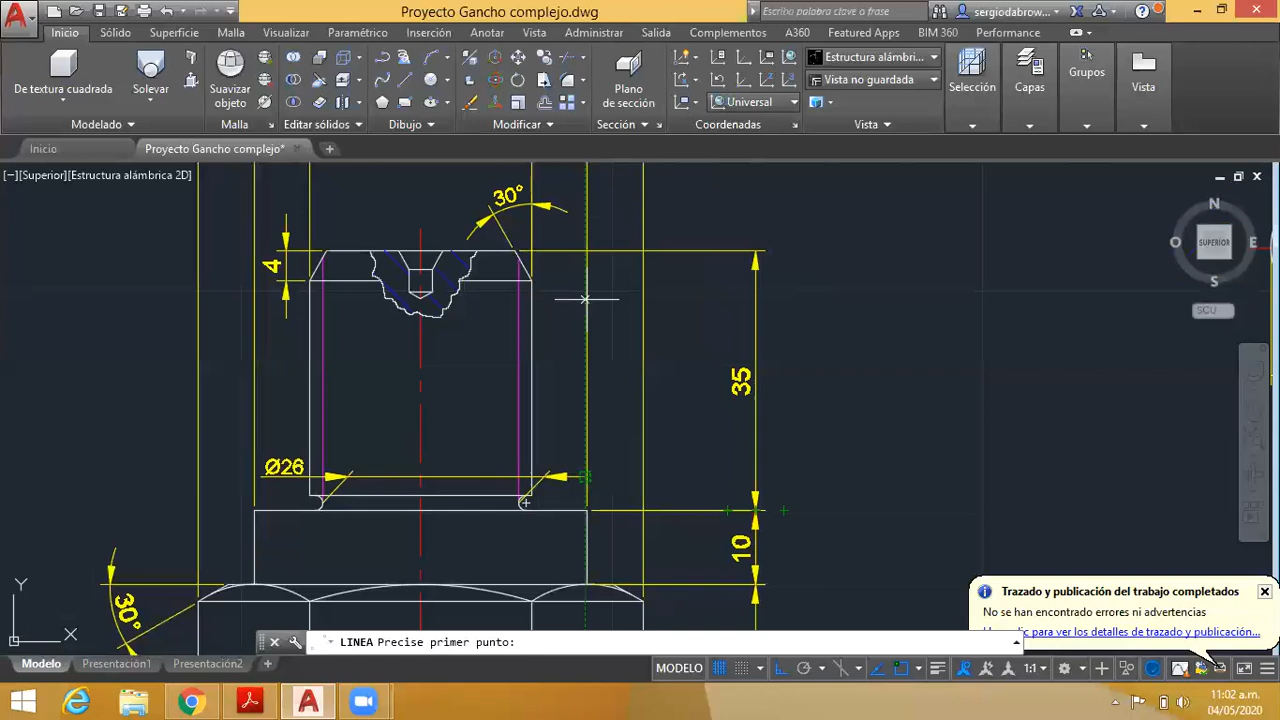 Proyecto Gancho complejo.dwg
Escribir palabra clave o frase
sergiodabrow...
Inicio Sólido Superficie Malla Visualizar Paramétrico Inserción Anotar Vista Administrar Salida Complementos A360 Featured Apps BIM 360 Performance
De textura cuadrada
Solevar
Suavizar objeto
Plano de sección
Estructura alámbri...
Vista no guardada
Universal
Selección
Capas
Grupos
Vista
Modelado Malla Editar sólidos Dibujo Modificar Sección Coordenadas Vista
Inicio
Proyecto Gancho complejo*
[−][Superior][Estructura alámbrica 2D]
30°
4
35
Ø26
10
30°
N
O SUPERIOR E
S
SCU
Y
X
Trazado y publicación del trabajo completados
No se han encontrado errores ni advertencias
clic para ver los detalles de trazado y publicación...
LINEA Precise primer punto:
Modelo Presentación1 Presentación2
MODELO
1:1
11:02 a.m.
04/05/2020